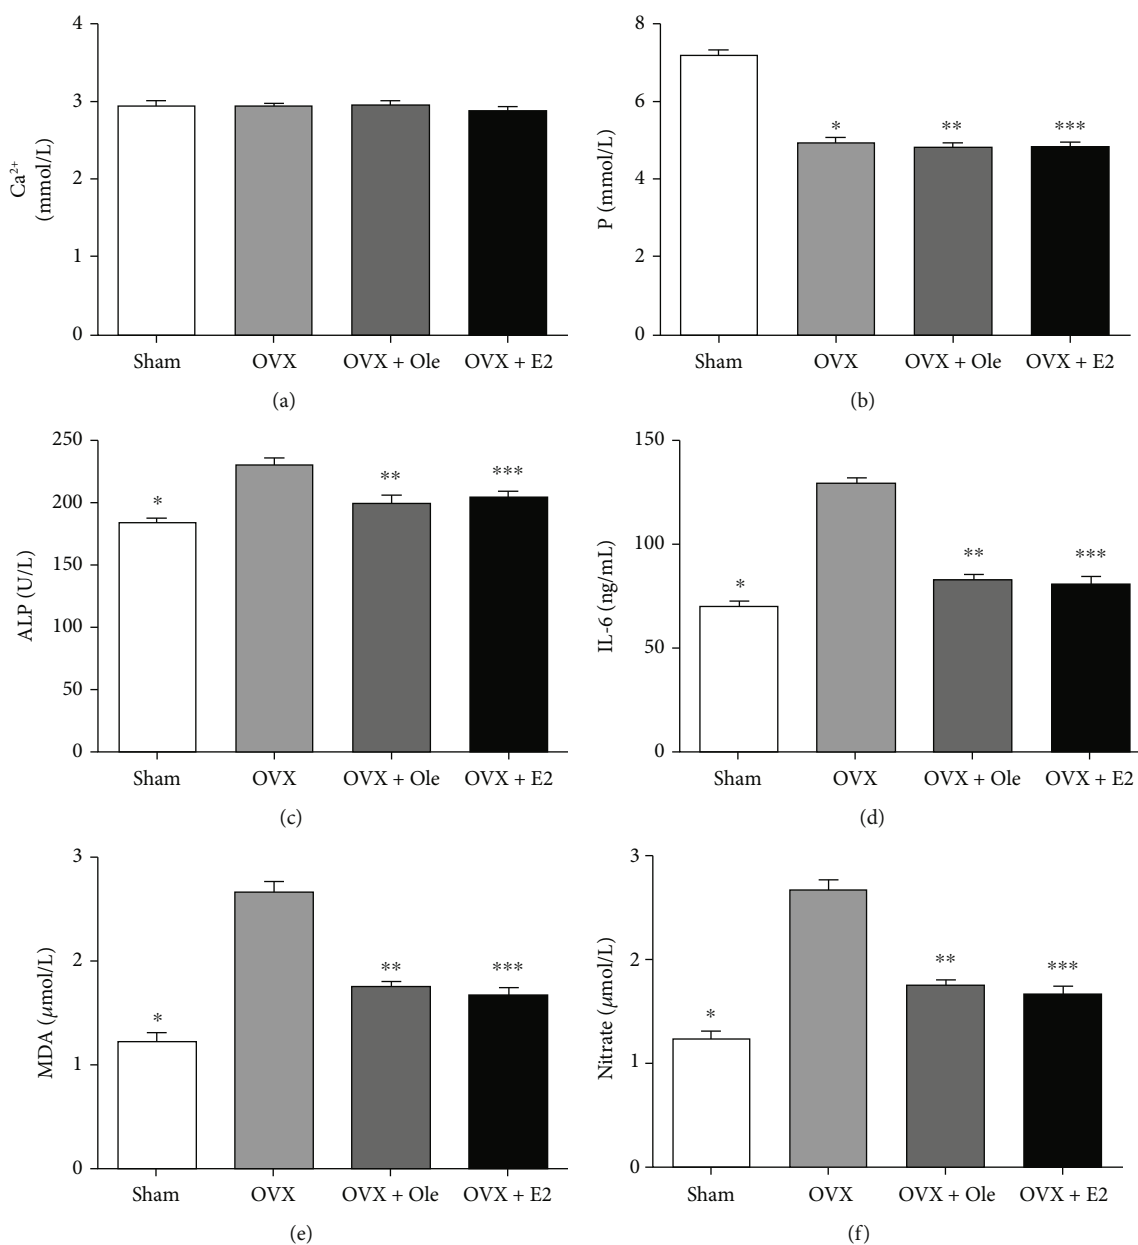 4
3
2
1
0
Ca²⁺
(mmol/L)
Sham
OVX
OVX + Ole
OVX + E2
(a)
8
6
4
2
0
P (mmol/L)
*
**
***
Sham
OVX
OVX + Ole
OVX + E2
(b)
250
200
150
100
50
0
ALP (U/L)
*
**
***
Sham
OVX
OVX + Ole
OVX + E2
(c)
150
100
50
0
IL-6 (ng/mL)
*
**
***
Sham
OVX
OVX + Ole
OVX + E2
(d)
3
2
1
0
MDA (μmol/L)
*
**
***
Sham
OVX
OVX + Ole
OVX + E2
(e)
3
2
1
0
Nitrate (μmol/L)
*
**
***
Sham
OVX
OVX + Ole
OVX + E2
(f)